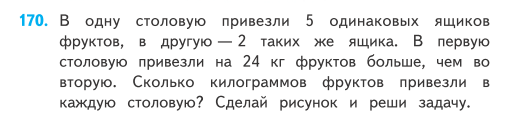 170. В одну столовую привезли 5 одинаковых ящиков
фруктов, в другую — 2 таких же ящика. В первую
столовую привезли на 24 кг фруктов больше, чем во
вторую. Сколько килограммов фруктов привезли в
каждую столовую? Сделай рисунок и реши задачу.